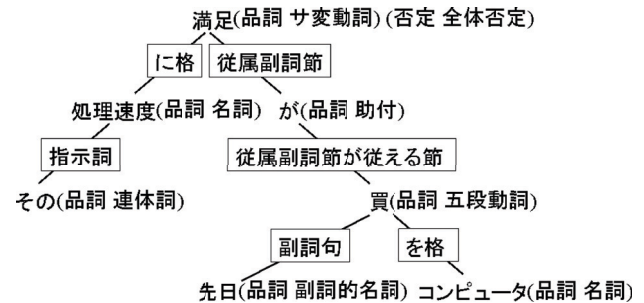 満足(品詞 サ変動詞) (否定 全体否定)
に格 従属副詞節
処理速度(品詞 名詞) が(品詞 助付)
指示詞 従属副詞節が従える節
その(品詞 連体詞) 買(品詞 五段動詞)
副詞句 を格
先日(品詞 副詞的名詞) コンピュータ(品詞 名詞)